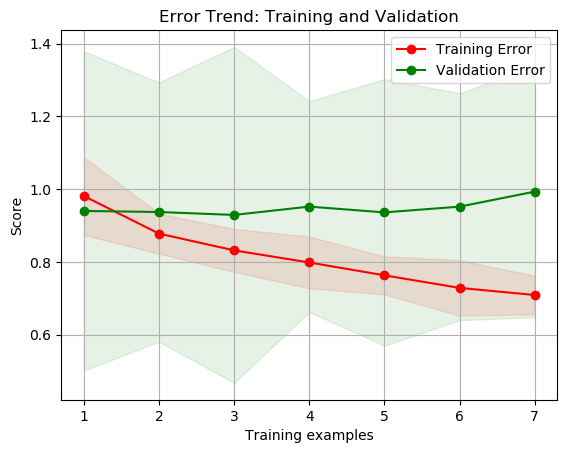 Error Trend: Training and Validation
Training Error
Validation Error
Score
1.4
1.2
1.0
0.8
0.6
1 2 3 4 5 6 7
Training examples